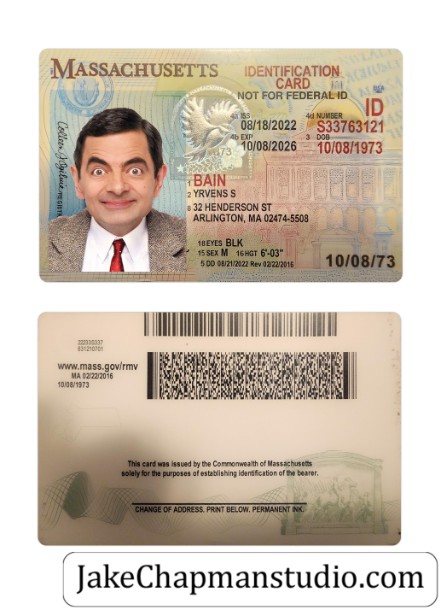 MASSACHUSETTS
IDENTIFICATION CARD
NOT FOR FEDERAL ID
ID
4a ISS 4d NUMBER
08/18/2022 S33763121
4b EXP 3 DOB
10/08/2026 10/08/1973
1 BAIN
2 YRVENS S
8 32 HENDERSON ST
ARLINGTON, MA 02474-5508
18 EYES BLK
15 SEX M 16 HGT 6'-03"
5 DD 08/21/2022 Rev 02/22/2016
10/08/73
www.mass.gov/rmv
MA 02/22/2016
10/08/1973
This card was issued by the Commonwealth of Massachusetts
solely for the purposes of establishing identification of the bearer.
CHANGE OF ADDRESS. PRINT BELOW. PERMANENT INK.
JakeChapmanstudio.com